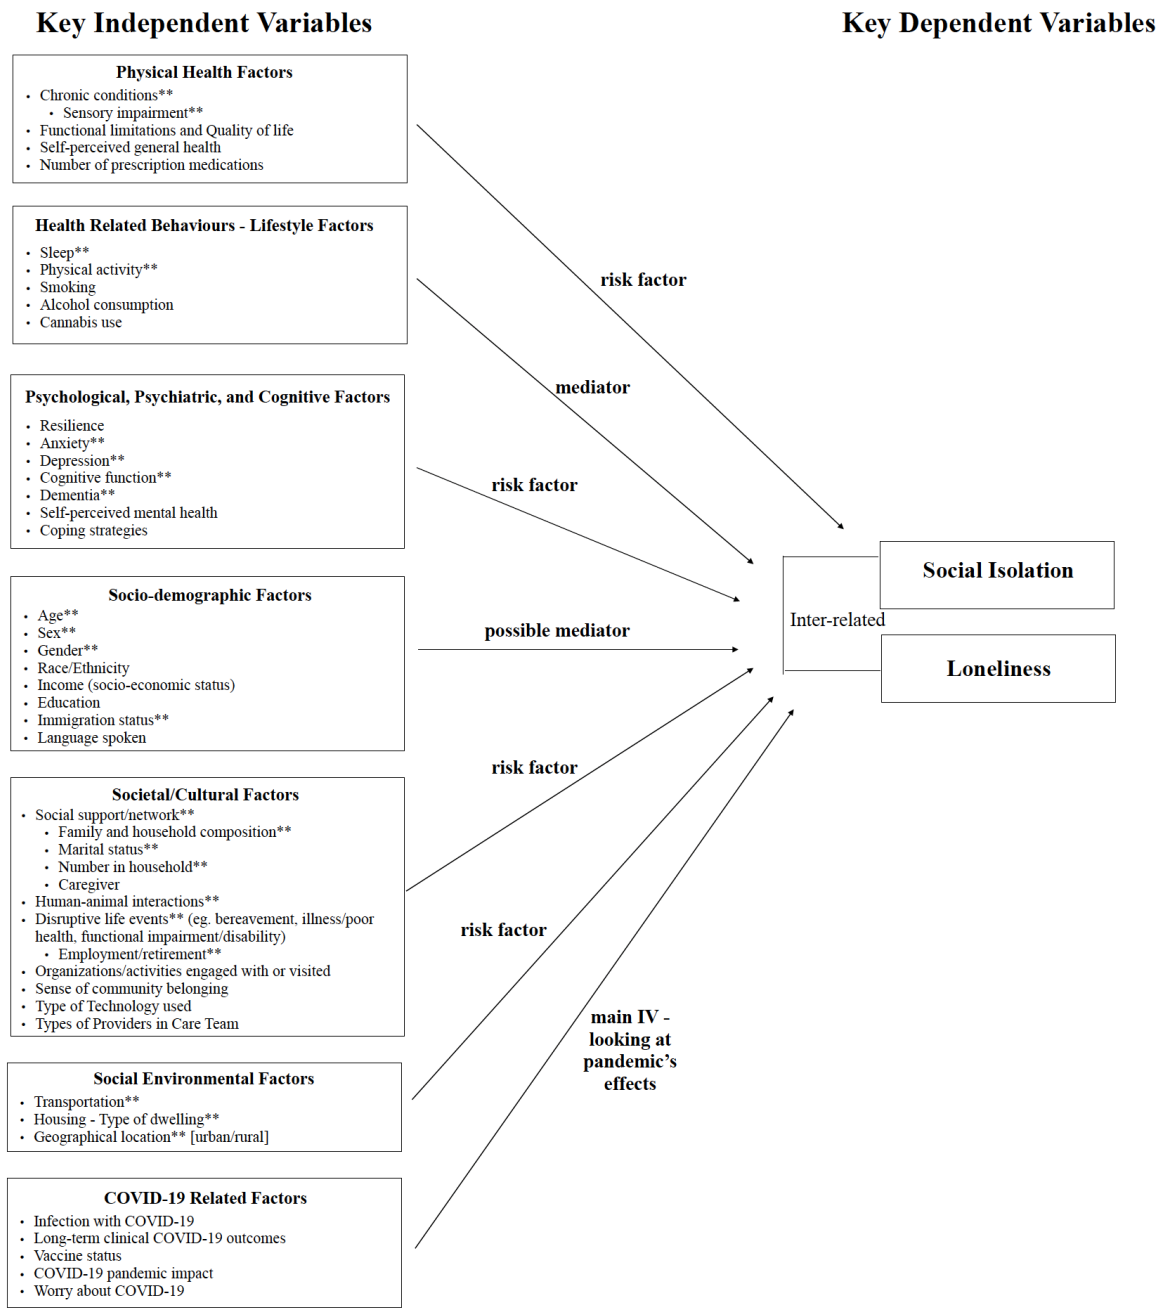 Key Independent Variables
Key Dependent Variables
Physical Health Factors
• Chronic conditions**
• Sensory impairment**
• Functional limitations and Quality of life
• Self-perceived general health
• Number of prescription medications
Health Related Behaviours - Lifestyle Factors
• Sleep**
• Physical activity**
• Smoking
• Alcohol consumption
• Cannabis use
Psychological, Psychiatric, and Cognitive Factors
• Resilience
• Anxiety**
• Depression**
• Cognitive function**
• Dementia**
• Self-perceived mental health
• Coping strategies
Socio-demographic Factors
• Age**
• Sex**
• Gender**
• Race/Ethnicity
• Income (socio-economic status)
• Education
• Immigration status**
• Language spoken
Societal/Cultural Factors
• Social support/network**
• Family and household composition**
• Marital status**
• Number in household**
• Caregiver
• Human-animal interactions**
• Disruptive life events** (eg. bereavement, illness/poor
health, functional impairment/disability)
• Employment/retirement**
• Organizations/activities engaged with or visited
• Sense of community belonging
• Type of Technology used
• Types of Providers in Care Team
Social Environmental Factors
• Transportation**
• Housing - Type of dwelling**
• Geographical location** [urban/rural]
COVID-19 Related Factors
• Infection with COVID-19
• Long-term clinical COVID-19 outcomes
• Vaccine status
• COVID-19 pandemic impact
• Worry about COVID-19
risk factor
mediator
risk factor
possible mediator
risk factor
risk factor
main IV -
looking at
pandemic's
effects
Social Isolation
Inter-related
Loneliness